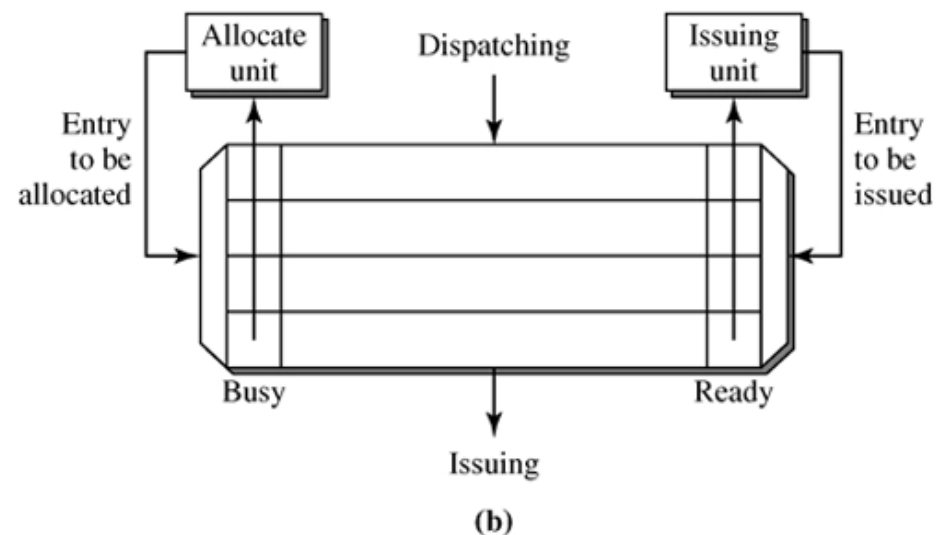 Allocate
unit
Dispatching
Issuing
unit
Entry
to be
allocated
Entry
to be
issued
Busy
Ready
Issuing
(b)